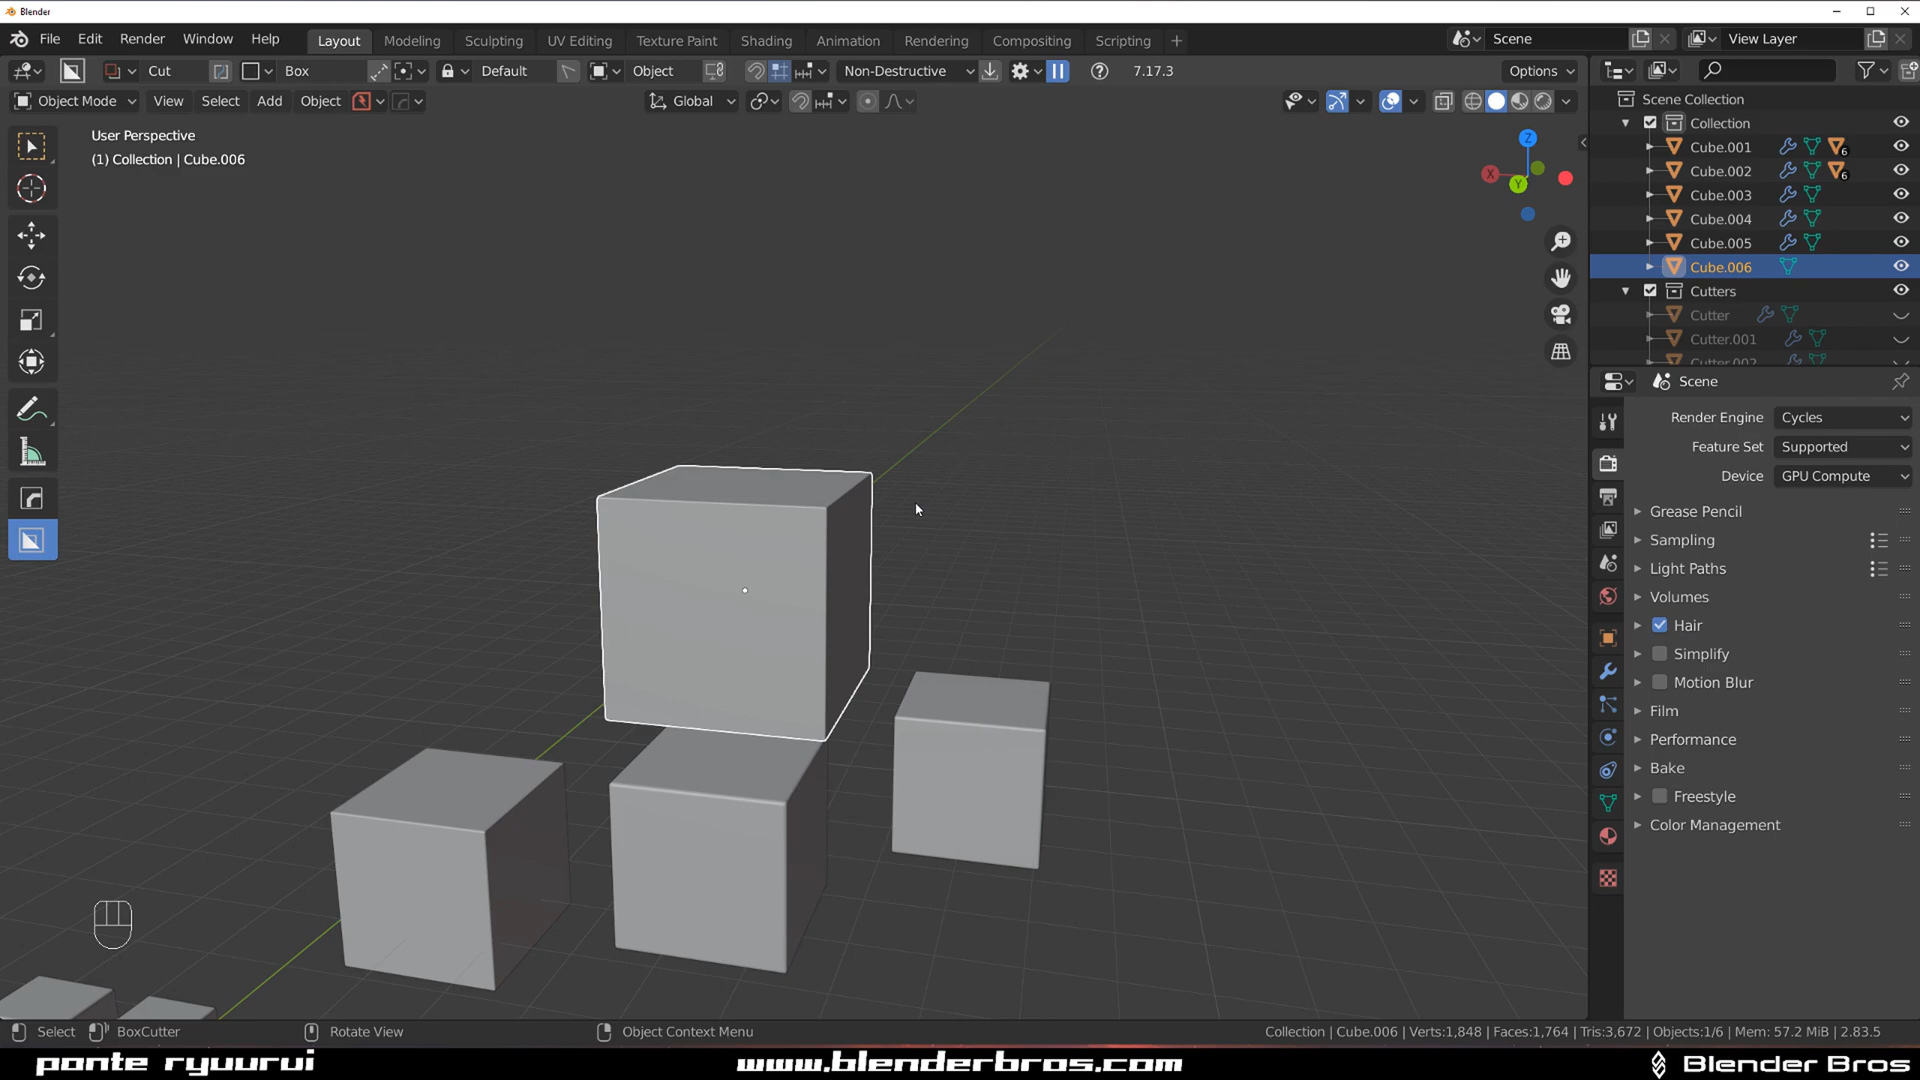 Blender
File Edit Render Window Help Layout Modeling Sculpting UV Editing Texture Paint Shading Animation Rendering Compositing Scripting + Scene View Layer
Cut Box Default Object Non-Destructive 7.17.3 Options
Object Mode View Select Add Object Global
User Perspective
(1) Collection | Cube.006
Z
X
Y
Scene Collection
Collection
Cube.001 6
Cube.002 6
Cube.003
Cube.004
Cube.005
Cube.006
Cutters
Cutter
Cutter.001
Cutter.002
Scene
Render Engine Cycles
Feature Set Supported
Device GPU Compute
Grease Pencil
Sampling
Light Paths
Volumes
Hair
Simplify
Motion Blur
Film
Performance
Bake
Freestyle
Color Management
Select BoxCutter Rotate View Object Context Menu Collection | Cube.006 | Verts:1,848 | Faces:1,764 | Tris:3,672 | Objects:1/6 | Mem: 57.2 MiB | 2.83.5
ponte ryuurui www.blenderbros.com Blender Bros